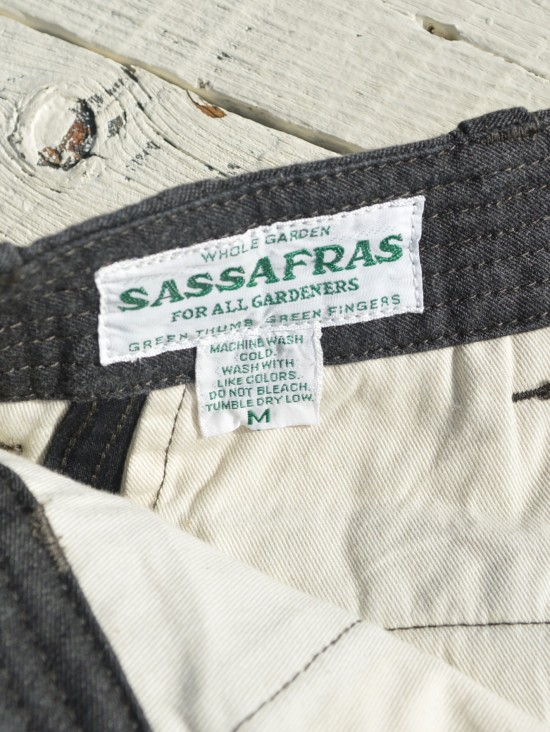 WHOLE GARDEN
SASSAFRAS
FOR ALL GARDENERS
GREEN THUMB GREEN FINGERS
MACHINE WASH
COLD.
WASH WITH
LIKE COLORS.
DO NOT BLEACH.
TUMBLE DRY LOW.
M